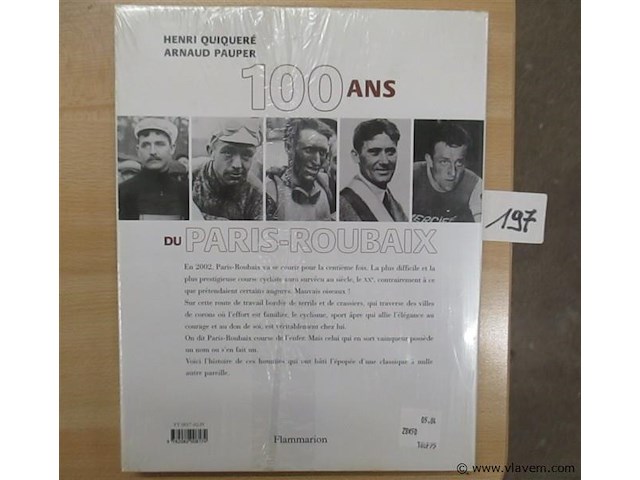 HENRI QUIQUERÉ
ARNAUD PAUPER
100 ANS
DU PARIS-ROUBAIX
En 2002, Paris-Roubaix va se courir pour la centième fois. La plus difficile et la
plus prestigieuse course cycliste aura survécu au siècle, le XXe, contrairement à ce
que prétendaient certains augures. Mauvais oiseaux !
Sur cette route de travail bordée de terrils et de crassiers, qui traverse des villes
de corons où l'effort est familier, le cyclisme, sport âpre qui allie l'élégance au
courage et au don de soi, est véritablement chez lui.
On dit Paris-Roubaix course de l'enfer. Mais celui qui en sort vainqueur possède
un nom ou s'en fait un.
Voici l'histoire de ces hommes qui ont bâti l'épopée d'une classique à nulle
autre pareille.
Flammarion
197
© www.vlavem.com